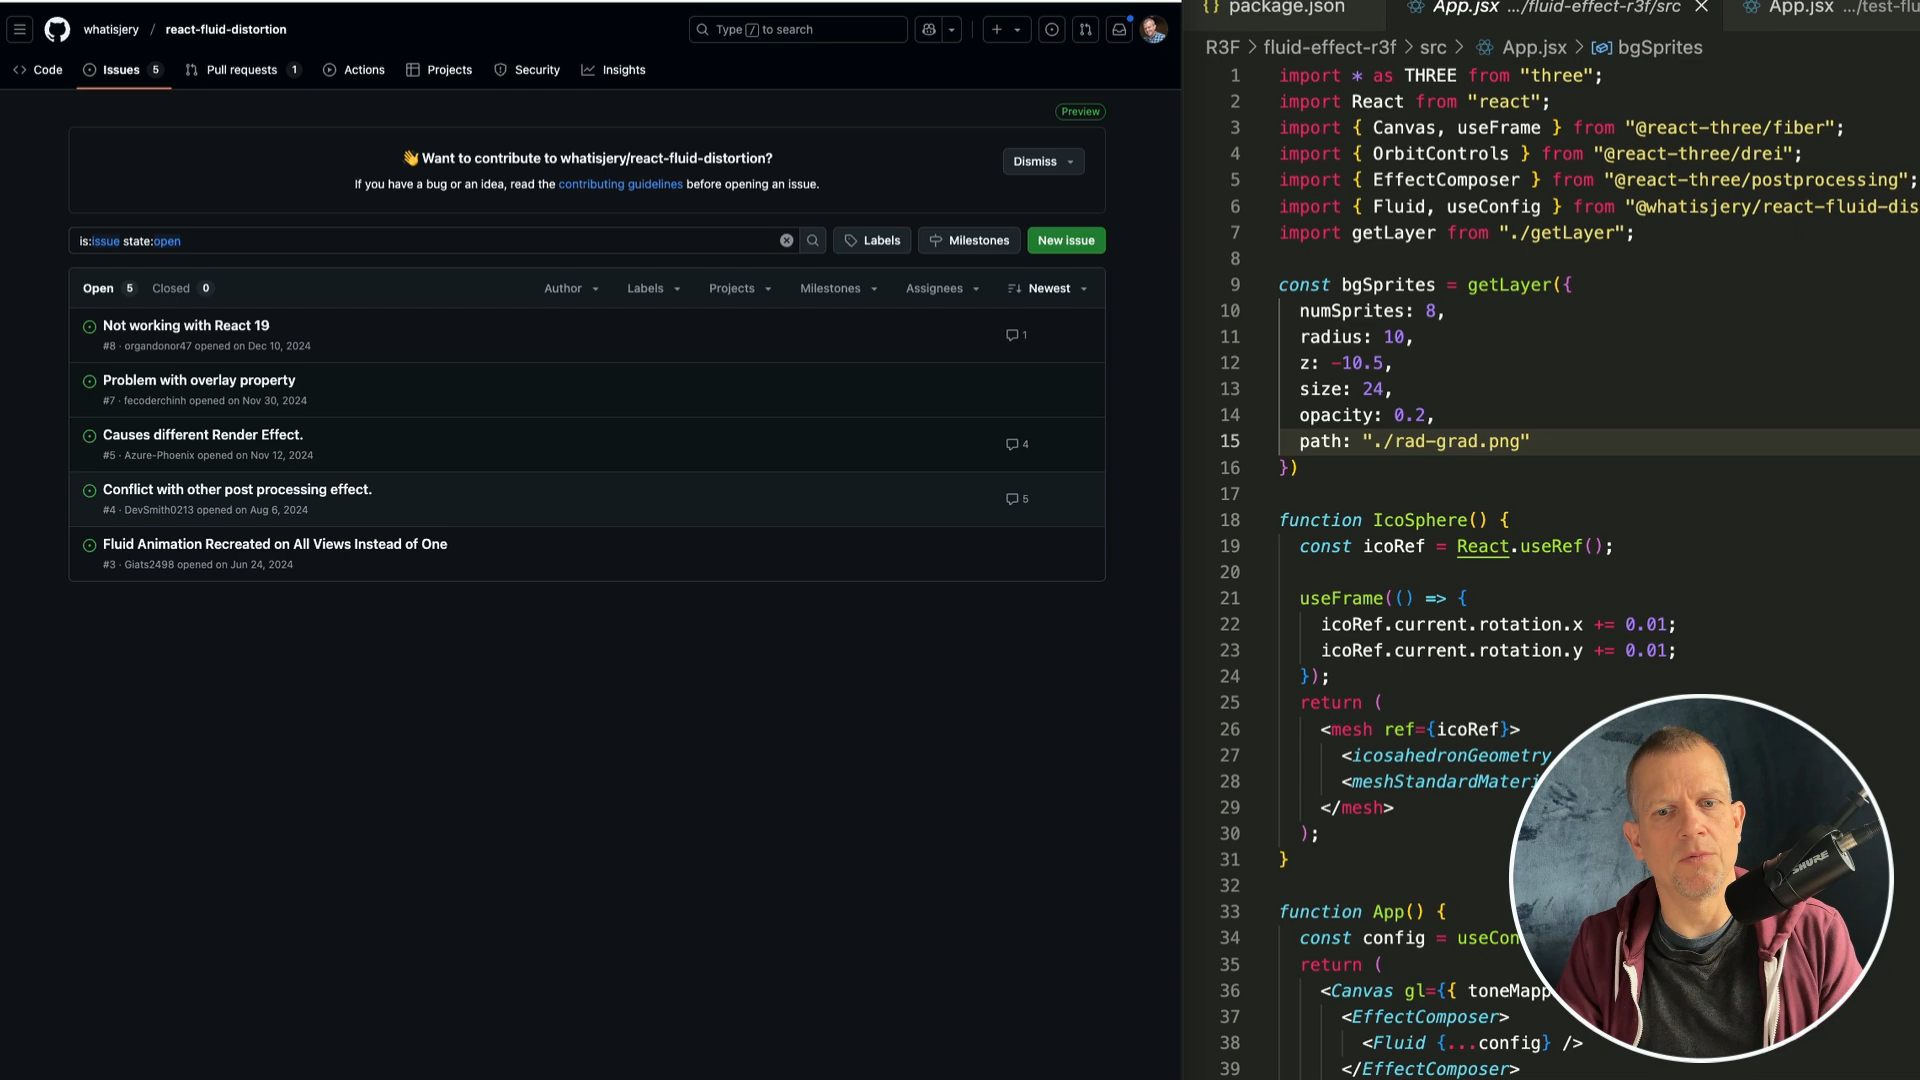 whatisjery / react-fluid-distortion
Type / to search
Code
Issues 5
Pull requests 1
Actions
Projects
Security
Insights
Preview
👋 Want to contribute to whatisjery/react-fluid-distortion?
If you have a bug or an idea, read the contributing guidelines before opening an issue.
Dismiss
is:issue state:open
Labels
Milestones
New issue
Open 5
Closed 0
Author
Labels
Projects
Milestones
Assignees
Newest
Not working with React 19
#8 · organdonor47 opened on Dec 10, 2024
1
Problem with overlay property
#7 · fecoderchinh opened on Nov 30, 2024
Causes different Render Effect.
#5 · Azure-Phoenix opened on Nov 12, 2024
4
Conflict with other post processing effect.
#4 · DevSmith0213 opened on Aug 6, 2024
5
Fluid Animation Recreated on All Views Instead of One
#3 · Giats2498 opened on Jun 24, 2024
{} package.json
App.jsx .../fluid-effect-r3f/src
App.jsx .../test-flu
R3F > fluid-effect-r3f > src > App.jsx > bgSprites
1 import * as THREE from "three";
2 import React from "react";
3 import { Canvas, useFrame } from "@react-three/fiber";
4 import { OrbitControls } from "@react-three/drei";
5 import { EffectComposer } from "@react-three/postprocessing";
6 import { Fluid, useConfig } from "@whatisjery/react-fluid-dis
7 import getLayer from "./getLayer";
8
9 const bgSprites = getLayer({
10 numSprites: 8,
11 radius: 10,
12 z: -10.5,
13 size: 24,
14 opacity: 0.2,
15 path: "./rad-grad.png"
16 })
17
18 function IcoSphere() {
19 const icoRef = React.useRef();
20
21 useFrame(() => {
22 icoRef.current.rotation.x += 0.01;
23 icoRef.current.rotation.y += 0.01;
24 });
25 return (
26 <mesh ref={icoRef}>
27 <icosahedronGeometry
28 <meshStandardMateri
29 </mesh>
30 );
31 }
32
33 function App() {
34 const config = useCon
35 return (
36 <Canvas gl={{ toneMapp
37 <EffectComposer>
38 <Fluid {...config} />
39 </EffectComposer>
SHURE